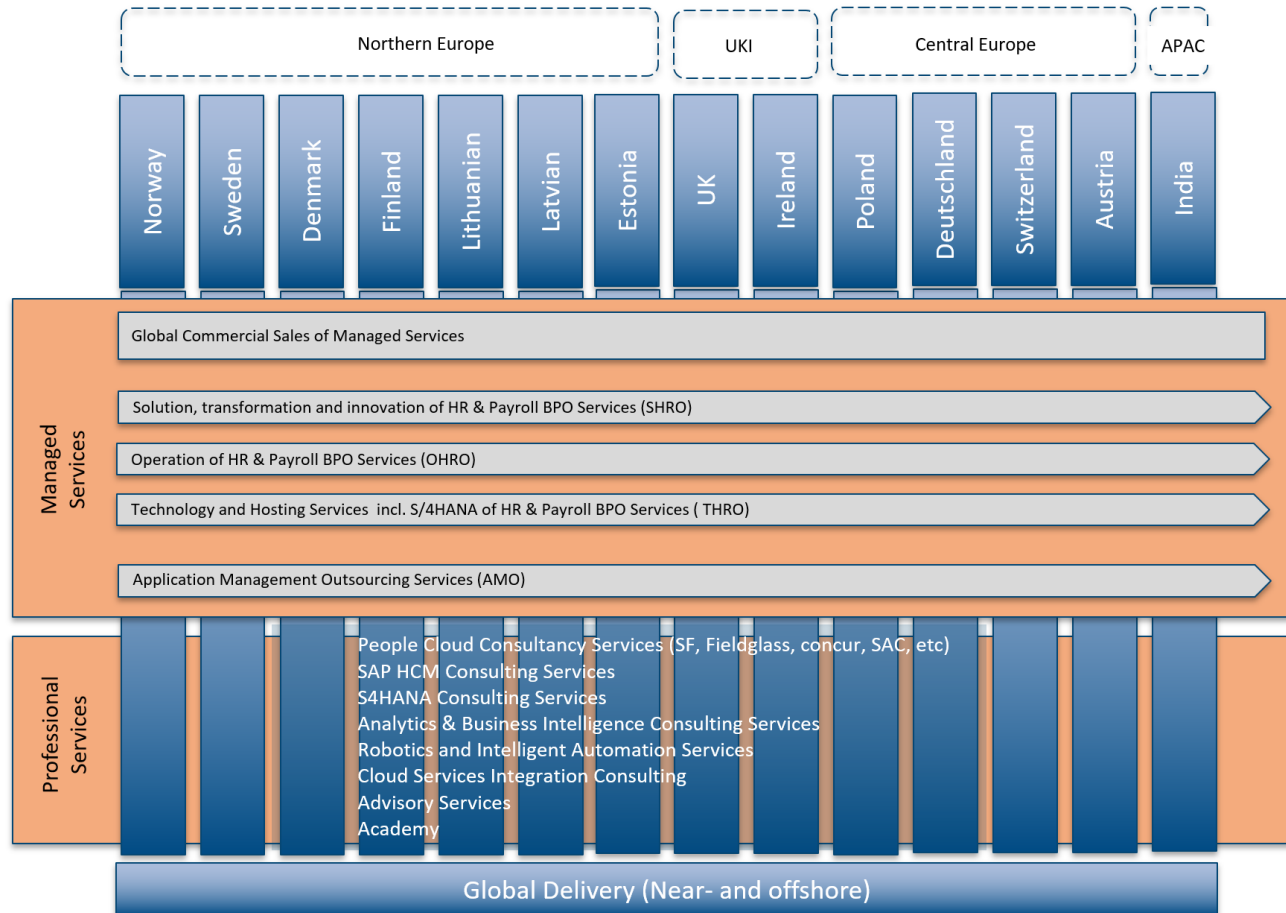 Northern Europe
UKI
Central Europe
APAC
Norway
Sweden
Denmark
Finland
Lithuanian
Latvian
Estonia
UK
Ireland
Poland
Deutschland
Switzerland
Austria
India
Managed
Services
Global Commercial Sales of Managed Services
Solution, transformation and innovation of HR & Payroll BPO Services (SHRO)
Operation of HR & Payroll BPO Services (OHRO)
Technology and Hosting Services  incl. S/4HANA of HR & Payroll BPO Services ( THRO)
Application Management Outsourcing Services (AMO)
Professional
Services
People Cloud Consultancy Services (SF, Fieldglass, concur, SAC, etc)
SAP HCM Consulting Services
S4HANA Consulting Services
Analytics & Business Intelligence Consulting Services
Robotics and Intelligent Automation Services
Cloud Services Integration Consulting
Advisory Services
Academy
Global Delivery (Near- and offshore)